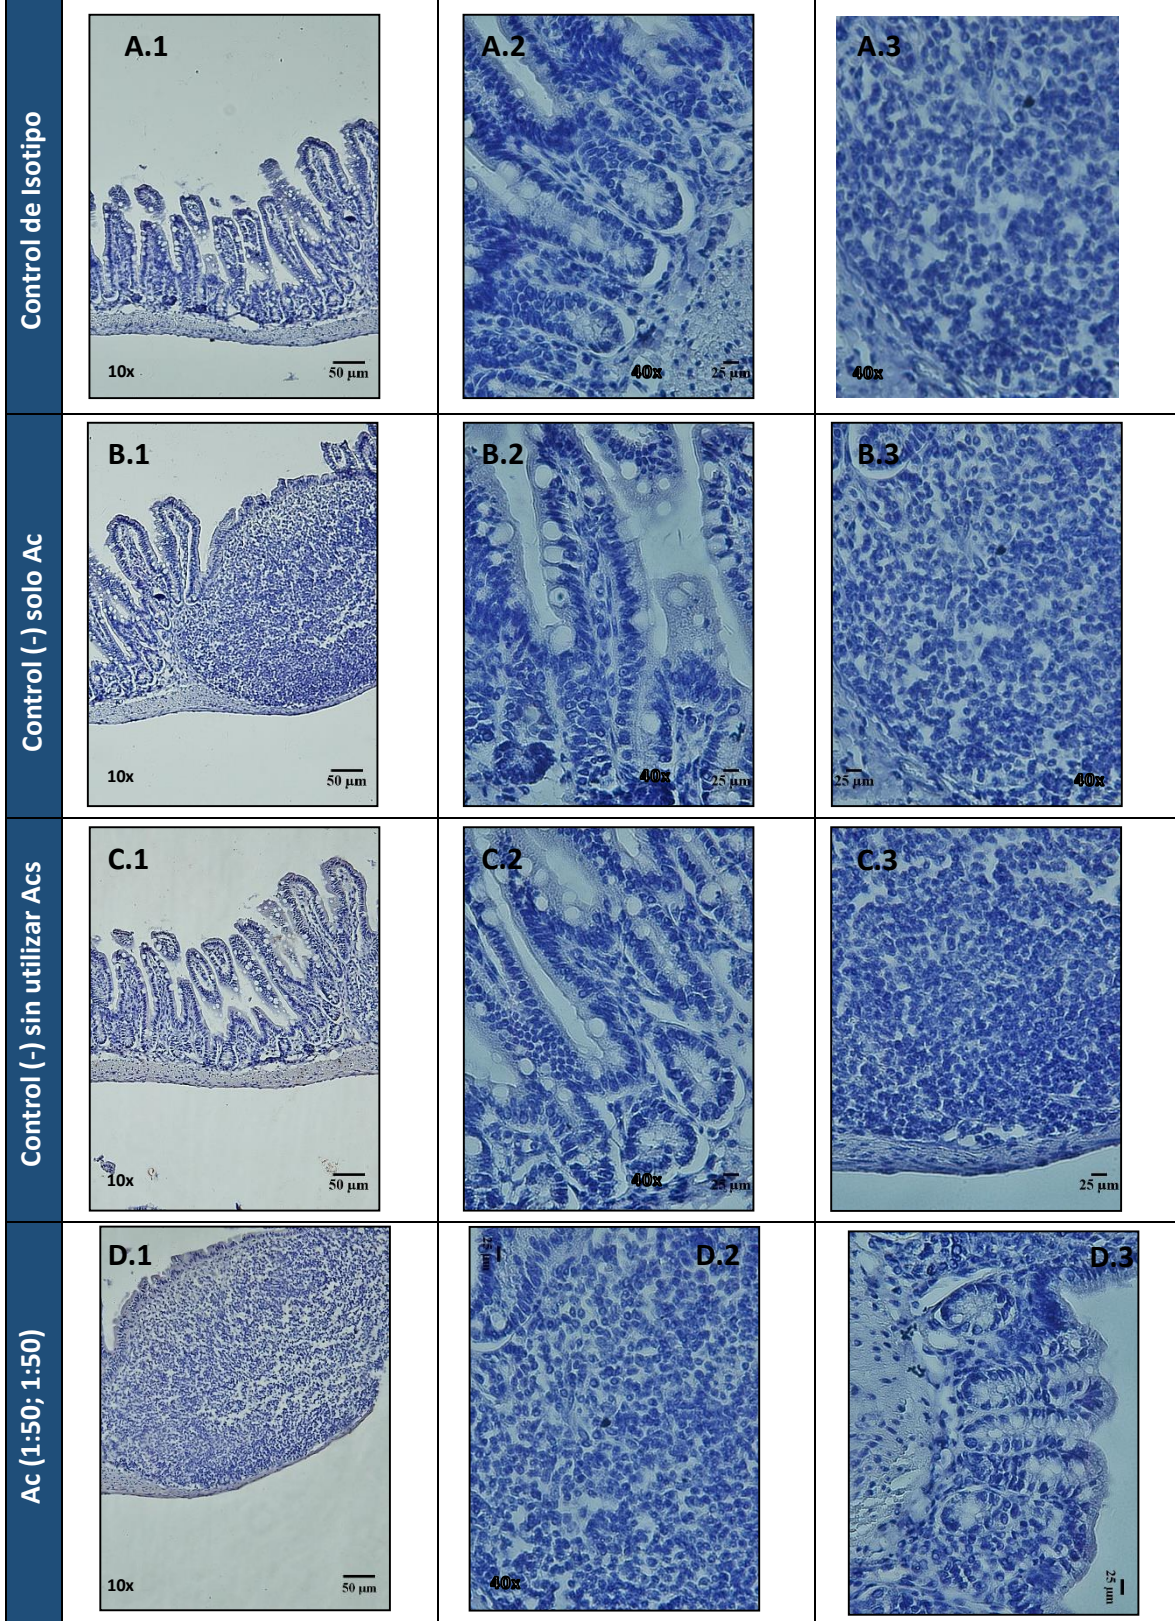 Control de Isotipo
A.1
10x
50 µm
A.2
40x
25 µm
A.3
40x
Control (-) solo Ac
B.1
10x
50 µm
B.2
40x
25 µm
B.3
25 µm
40x
Control (-) sin utilizar Acs
C.1
10x
50 µm
C.2
40x
25 µm
C.3
25 µm
Ac (1:50; 1:50)
D.1
10x
50 µm
D.2
25 µm
40x
D.3
25 µm